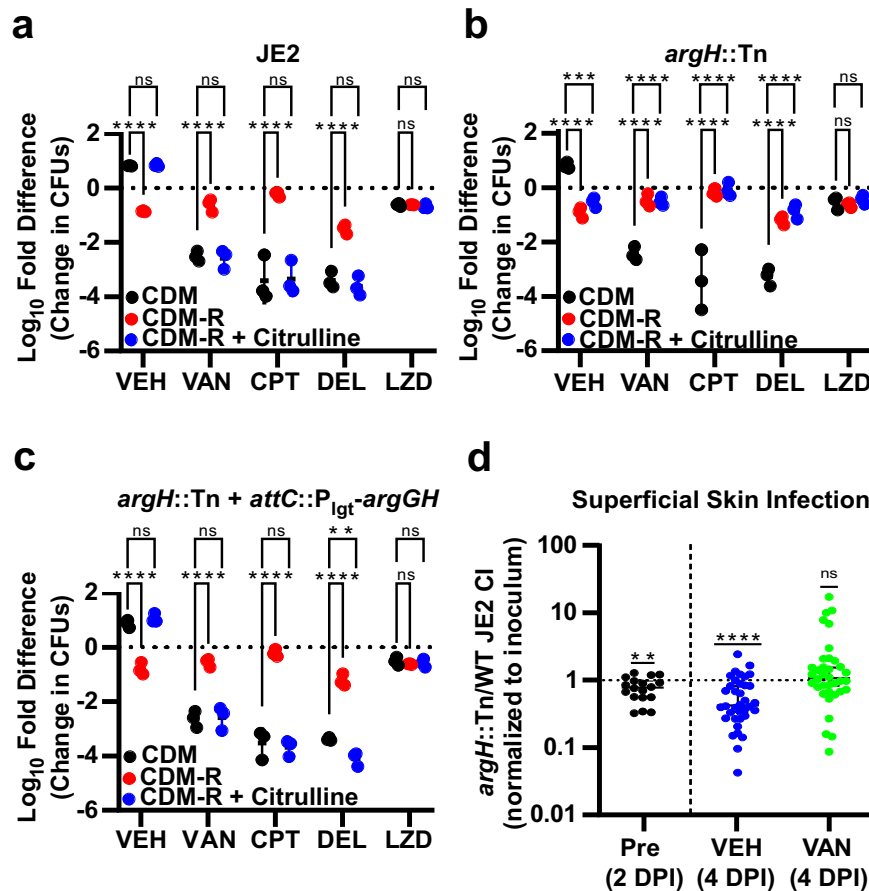 a
JE2
ns ns ns ns ns
**** **** **** **** ns
Log10 Fold Difference
(Change in CFUs)
2
0
-2
-4
-6
CDM
CDM-R
CDM-R + Citrulline
VEH VAN CPT DEL LZD
b
argH::Tn
*** **** **** **** ns
**** **** **** **** ns
Log10 Fold Difference
(Change in CFUs)
2
0
-2
-4
-6
CDM
CDM-R
CDM-R + Citrulline
VEH VAN CPT DEL LZD
c
argH::Tn + attC::Plgt-argGH
ns ns ns ** ns
**** **** **** **** ns
Log10 Fold Difference
(Change in CFUs)
2
0
-2
-4
-6
CDM
CDM-R
CDM-R + Citrulline
VEH VAN CPT DEL LZD
d
Superficial Skin Infection
argH::Tn/WT JE2 CI
(normalized to inoculum)
100
10
1
0.1
0.01
** **** ns
Pre VEH VAN
(2 DPI) (4 DPI) (4 DPI)